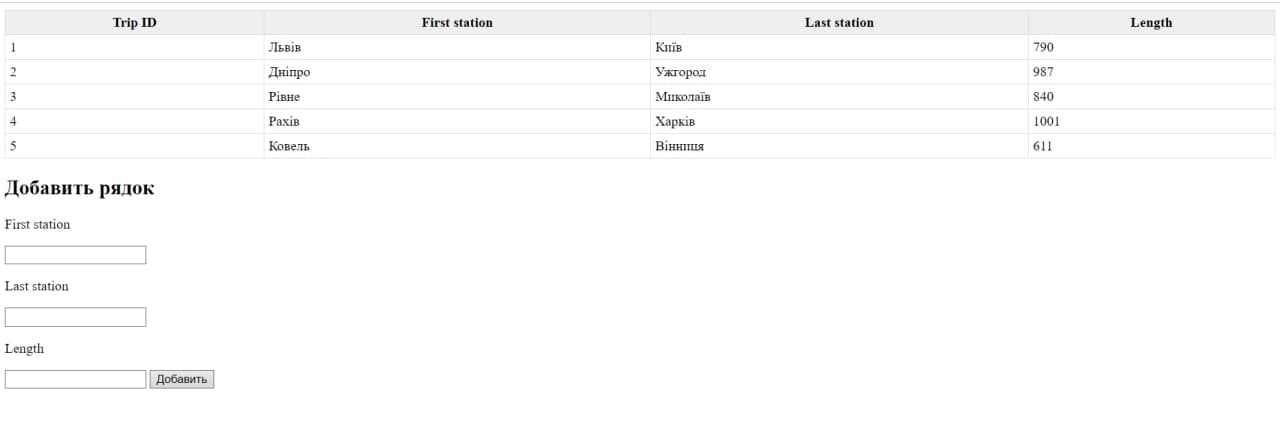 Trip ID First station Last station Length
1 Львів Київ 790
2 Дніпро Ужгород 987
3 Рівне Миколаїв 840
4 Рахів Харків 1001
5 Ковель Вінниця 611
Добавить рядок
First station
Last station
Length
Добавить